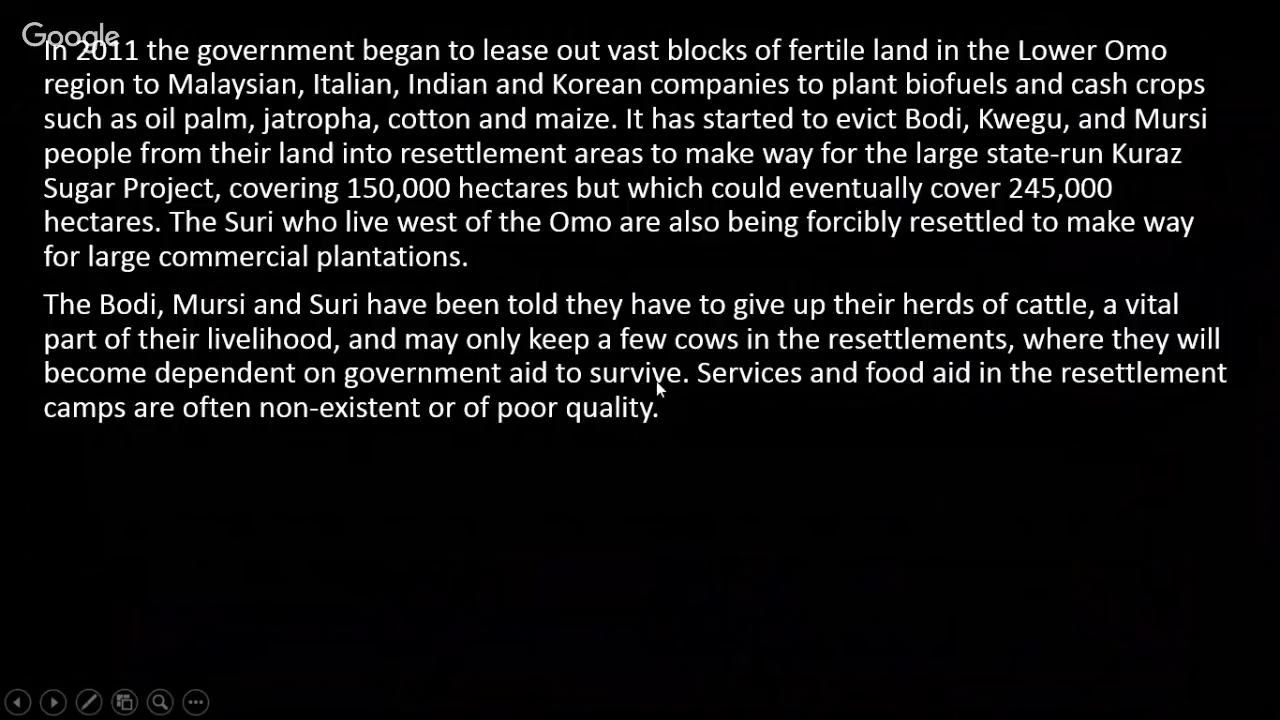 Google
In 2011 the government began to lease out vast blocks of fertile land in the Lower Omo
region to Malaysian, Italian, Indian and Korean companies to plant biofuels and cash crops
such as oil palm, jatropha, cotton and maize. It has started to evict Bodi, Kwegu, and Mursi
people from their land into resettlement areas to make way for the large state-run Kuraz
Sugar Project, covering 150,000 hectares but which could eventually cover 245,000
hectares. The Suri who live west of the Omo are also being forcibly resettled to make way
for large commercial plantations.
The Bodi, Mursi and Suri have been told they have to give up their herds of cattle, a vital
part of their livelihood, and may only keep a few cows in the resettlements, where they will
become dependent on government aid to survive. Services and food aid in the resettlement
camps are often non-existent or of poor quality.